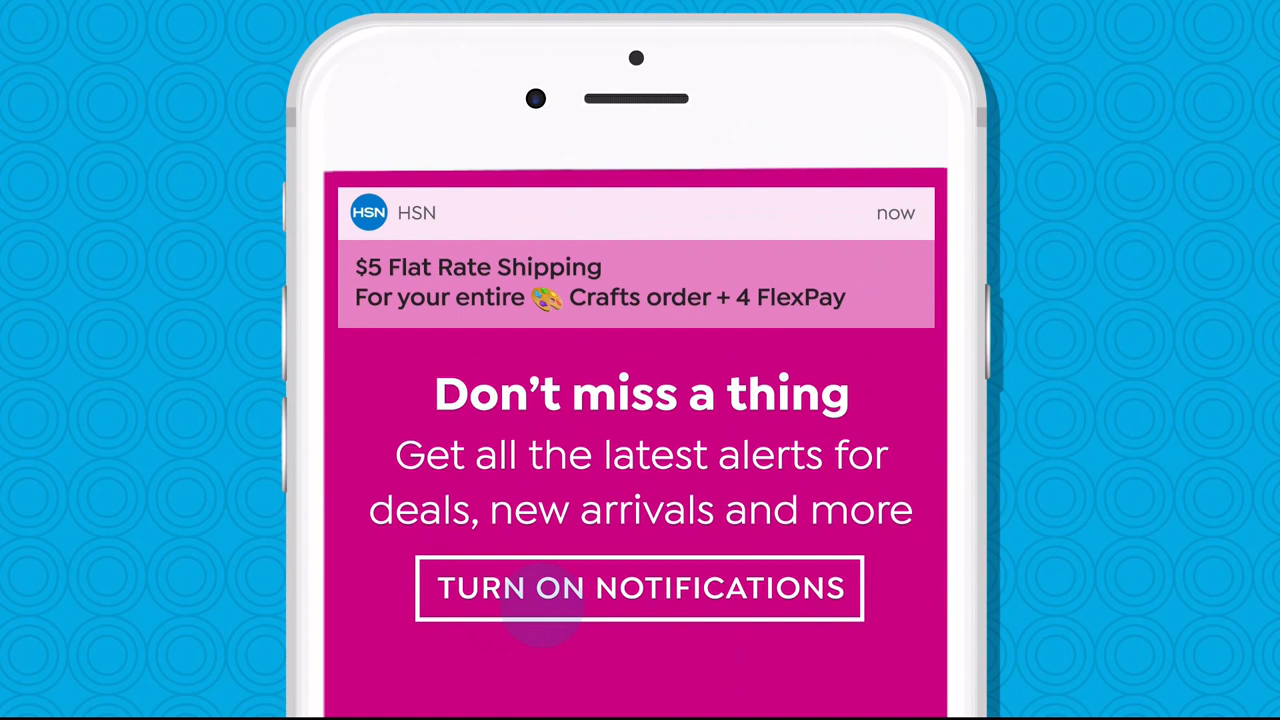 HSN HSN now
$5 Flat Rate Shipping
For your entire 🎨 Crafts order + 4 FlexPay
Don't miss a thing
Get all the latest alerts for
deals, new arrivals and more
TURN ON NOTIFICATIONS